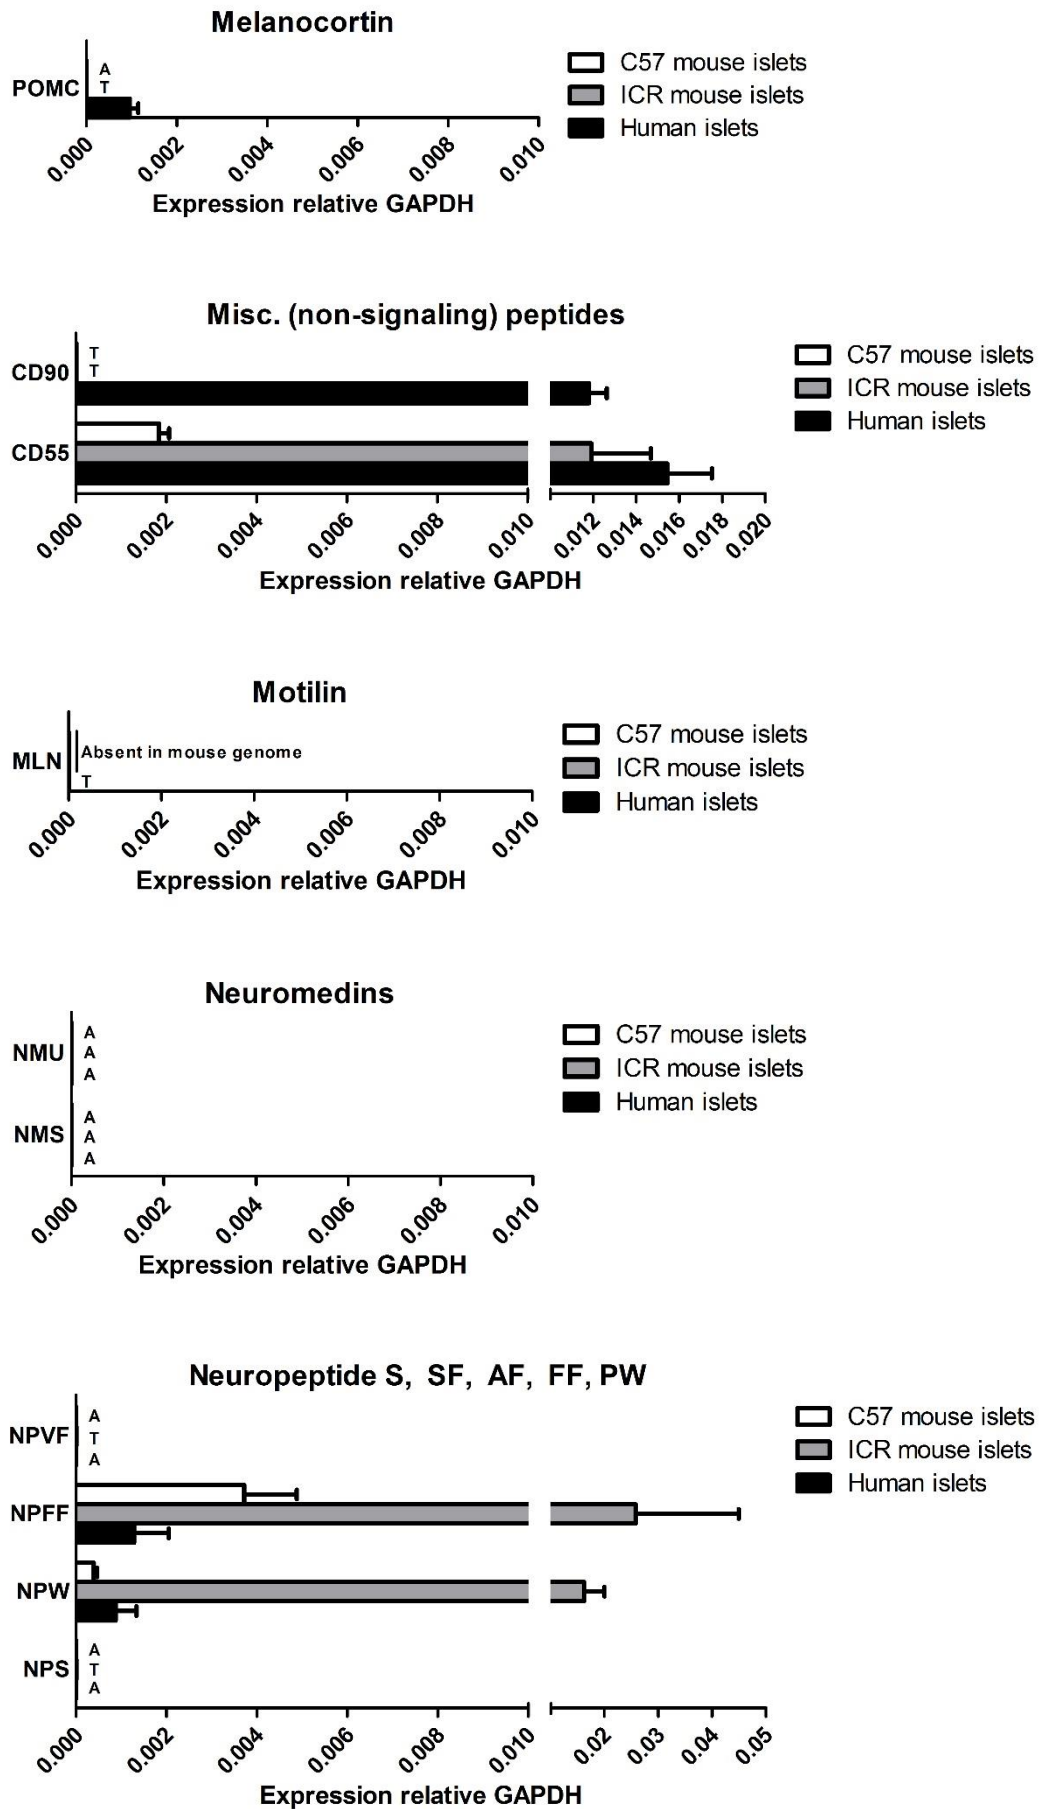 Melanocortin
POMC
A
T
0.000 0.002 0.004 0.006 0.008 0.010
Expression relative GAPDH
C57 mouse islets
ICR mouse islets
Human islets
Misc. (non-signaling) peptides
CD90
T
T
CD55
0.000 0.002 0.004 0.006 0.008 0.010 0.012 0.014 0.016 0.018 0.020
Expression relative GAPDH
C57 mouse islets
ICR mouse islets
Human islets
Motilin
MLN
Absent in mouse genome
T
0.000 0.002 0.004 0.006 0.008 0.010
Expression relative GAPDH
C57 mouse islets
ICR mouse islets
Human islets
Neuromedins
NMU
A
A
A
NMS
A
A
A
0.000 0.002 0.004 0.006 0.008 0.010
Expression relative GAPDH
C57 mouse islets
ICR mouse islets
Human islets
Neuropeptide S, SF, AF, FF, PW
NPVF
A
T
A
NPFF
NPW
NPS
A
T
A
0.000 0.002 0.004 0.006 0.008 0.010 0.02 0.03 0.04 0.05
Expression relative GAPDH
C57 mouse islets
ICR mouse islets
Human islets